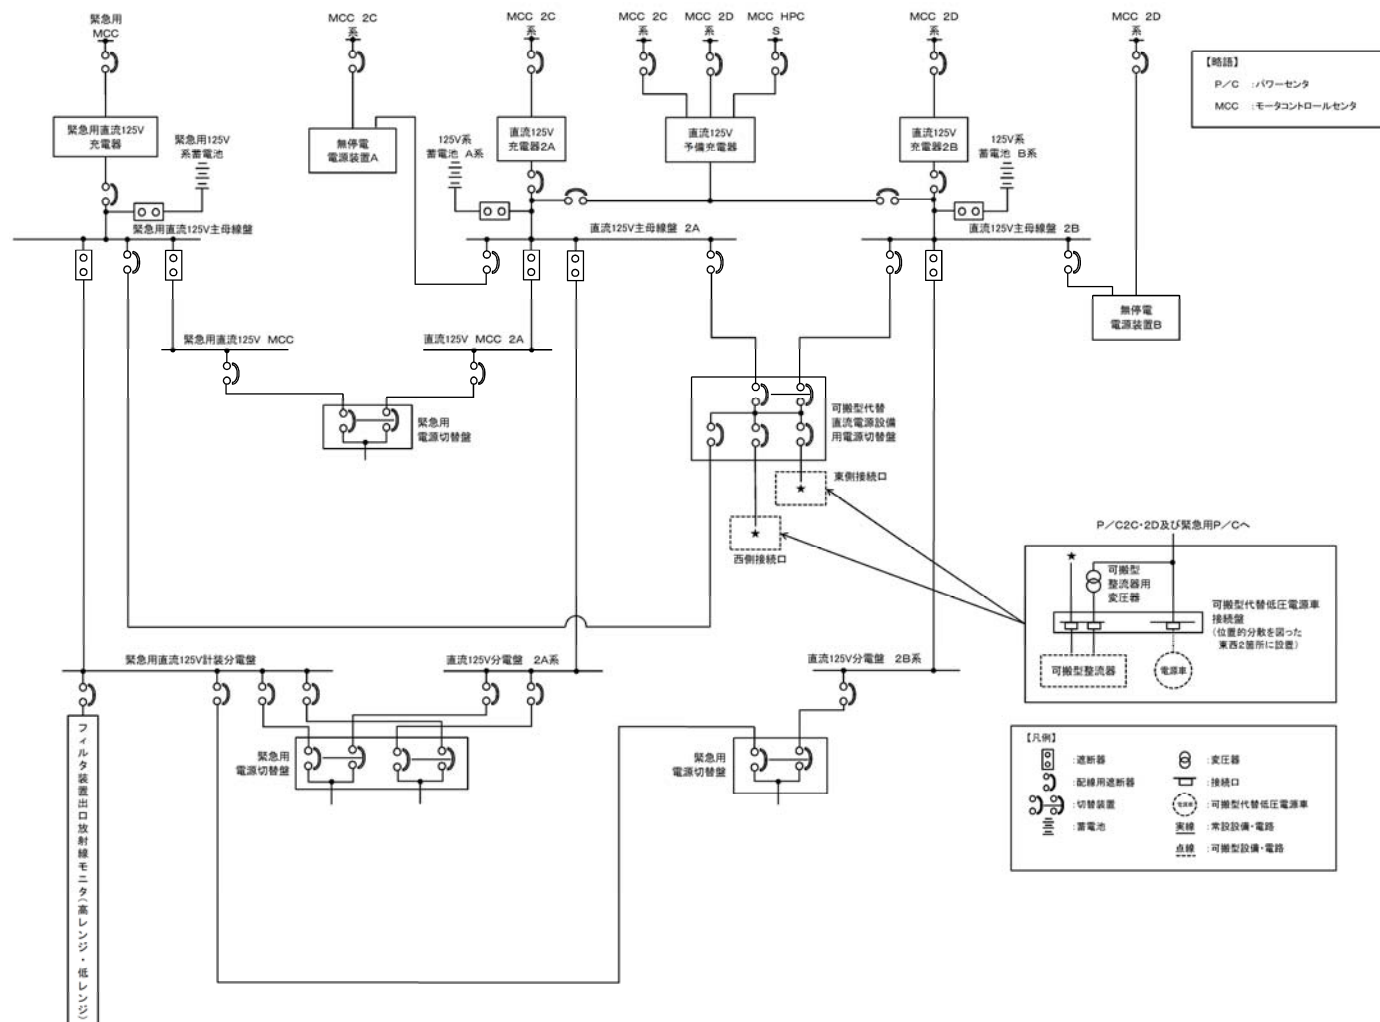 緊急用
MCC
MCC 2C
系
MCC 2C
系
MCC 2C
系
MCC 2D
系
MCC HPC
S
MCC 2D
系
MCC 2D
系
【略語】
P/C :パワーセンタ
MCC :モータコントロールセンタ
緊急用直流125V
充電器
緊急用125V
系蓄電池
無停電
電源装置A
125V系
蓄電池 A系
直流125V
充電器2A
直流125V
予備充電器
直流125V
充電器2B
125V系
蓄電池 B系
緊急用直流125V主母線盤
直流125V主母線盤 2A
直流125V主母線盤 2B
無停電
電源装置B
緊急用直流125V MCC
直流125V MCC 2A
緊急用
電源切替盤
可搬型代替
直流電源設備
用電源切替盤
東側接続口
★
★
西側接続口
P/C2C・2D及び緊急用P/Cへ
★
可搬型
整流器用
変圧器
可搬型代替低圧電源車
接続盤
(位置的分散を図った
東西2箇所に設置)
可搬型整流器
電源車
緊急用直流125V計装分電盤
直流125V分電盤 2A系
直流125V分電盤 2B系
緊急用
電源切替盤
緊急用
電源切替盤
フィルタ装置出口放射線モニタ(高レンジ・低レンジ)
【凡例】
:遮断器
:配線用遮断器
:切替装置
:蓄電池
:変圧器
:接続口
電源車 :可搬型代替低圧電源車
実線 :常設設備・電路
点線 :可搬型設備・電路